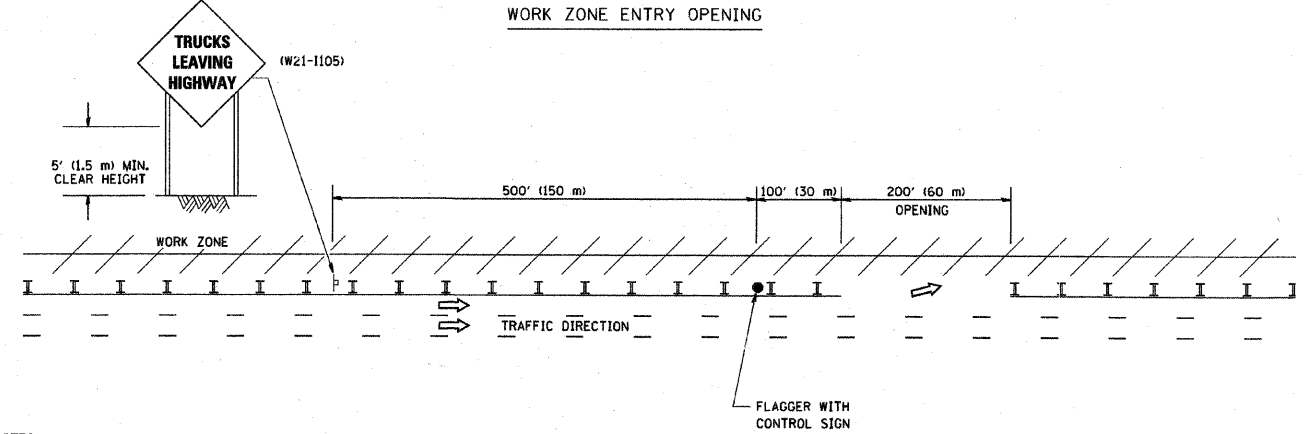 WORK ZONE ENTRY OPENING
TRUCKS
LEAVING
HIGHWAY
(W21-I105)
5' (1.5 m) MIN.
CLEAR HEIGHT
500' (150 m)
100' (30 m)
200' (60 m)
OPENING
WORK ZONE
TRAFFIC DIRECTION
FLAGGER WITH
CONTROL SIGN